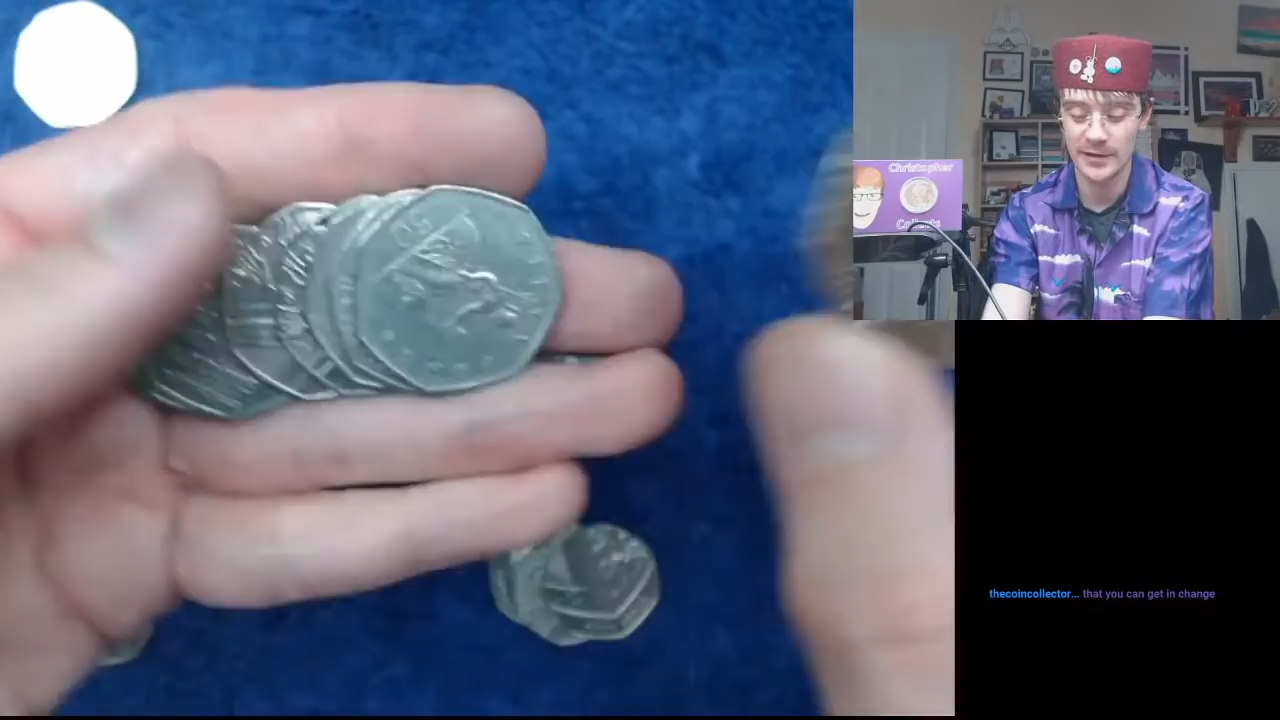 Christopher
Collects
thecoincollector... that you can get in change